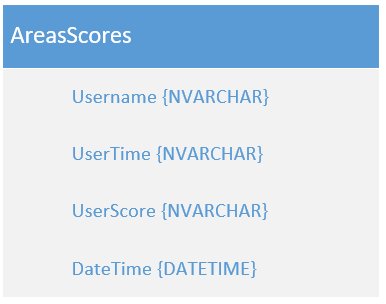 AreasScores
Username {NVARCHAR}
UserTime {NVARCHAR}
UserScore {NVARCHAR}
DateTime {DATETIME}